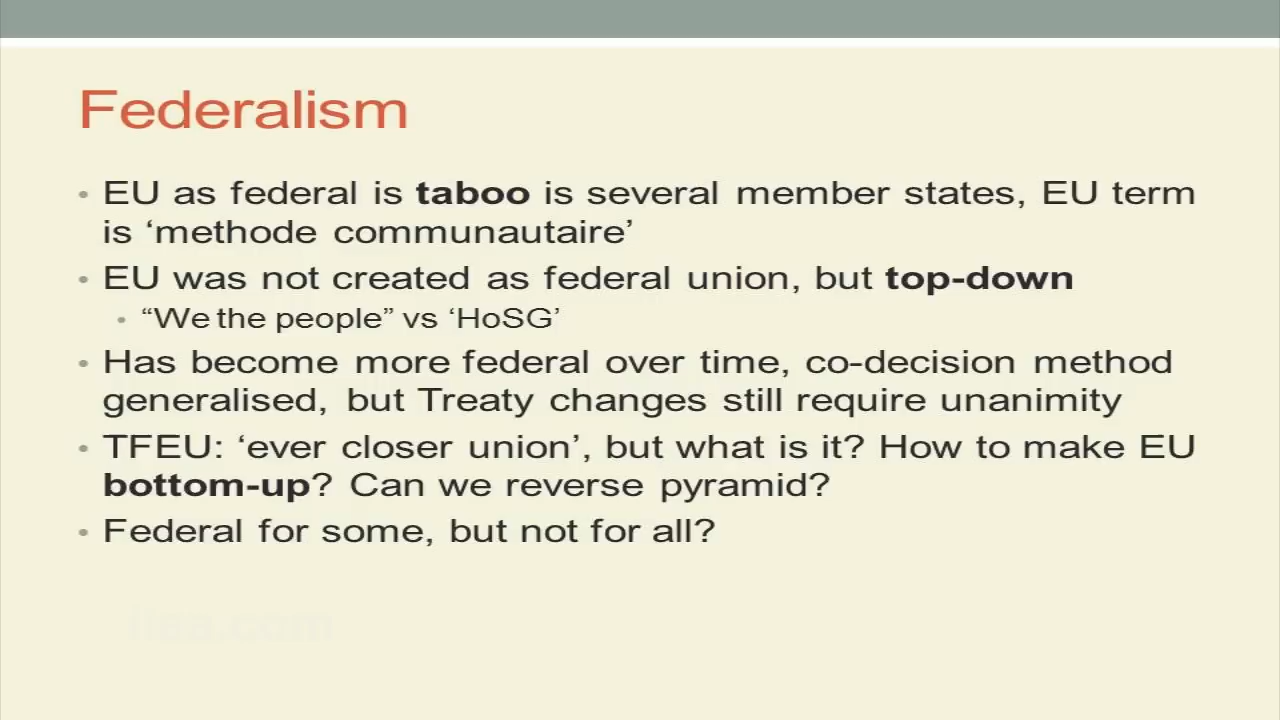 Federalism
• EU as federal is taboo is several member states, EU term
is ‘methode communautaire’
• EU was not created as federal union, but top-down
• “We the people” vs ‘HoSG’
• Has become more federal over time, co-decision method
generalised, but Treaty changes still require unanimity
• TFEU: ‘ever closer union’, but what is it? How to make EU
bottom-up? Can we reverse pyramid?
• Federal for some, but not for all?